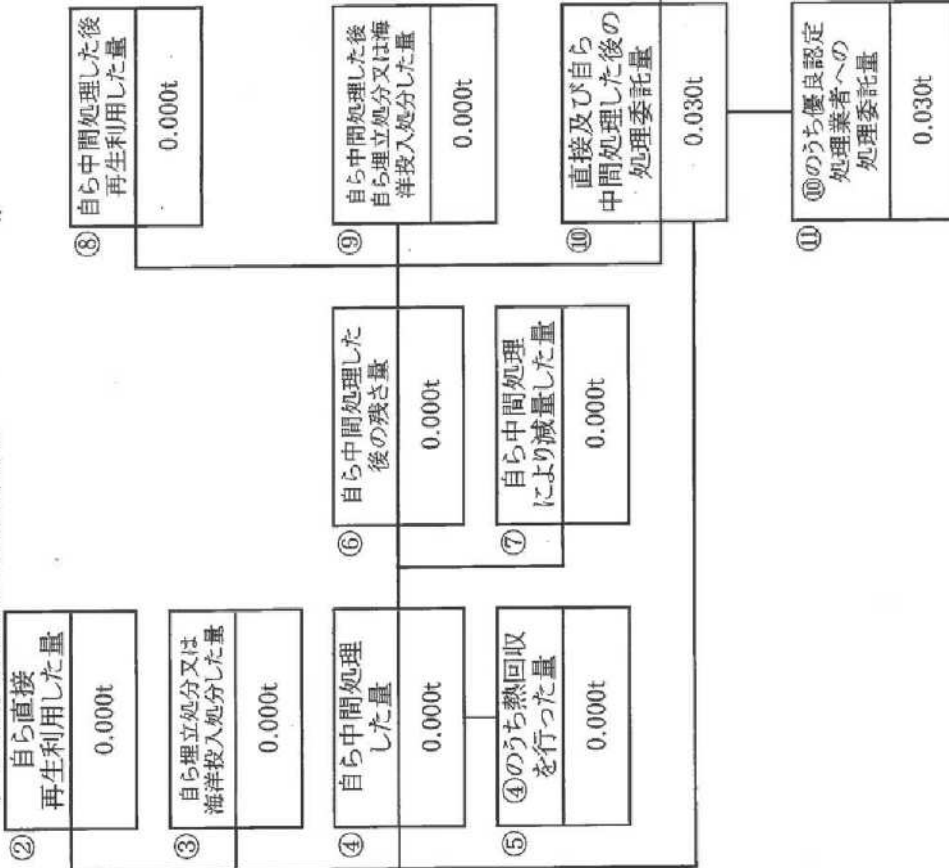 ②
自ら直接
再生利用した量
0.000t
③
自ら埋立処分又は
海洋投入処分した量
0.000t
④
自ら中間処理
した量
0.000t
⑤
④のうち熱回収
を行った量
0.000t
⑥
自ら中間処理した
後の残さ量
0.000t
⑦
自ら中間処理
により減量した量
0.000t
⑧
自ら中間処理した後
再生利用した量
0.000t
⑨
自ら中間処理した後
自ら埋立処分又は海
洋投入処分した量
0.000t
⑩
直接及び自ら
中間処理した後の
処理委託量
0.030t
⑪
⑩のうち優良認定
処理業者への
処理委託量
0.030t